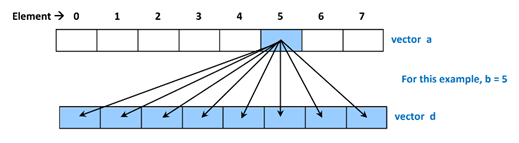 Element → 0 1 2 3 4 5 6 7
vector a
For this example, b = 5
vector d